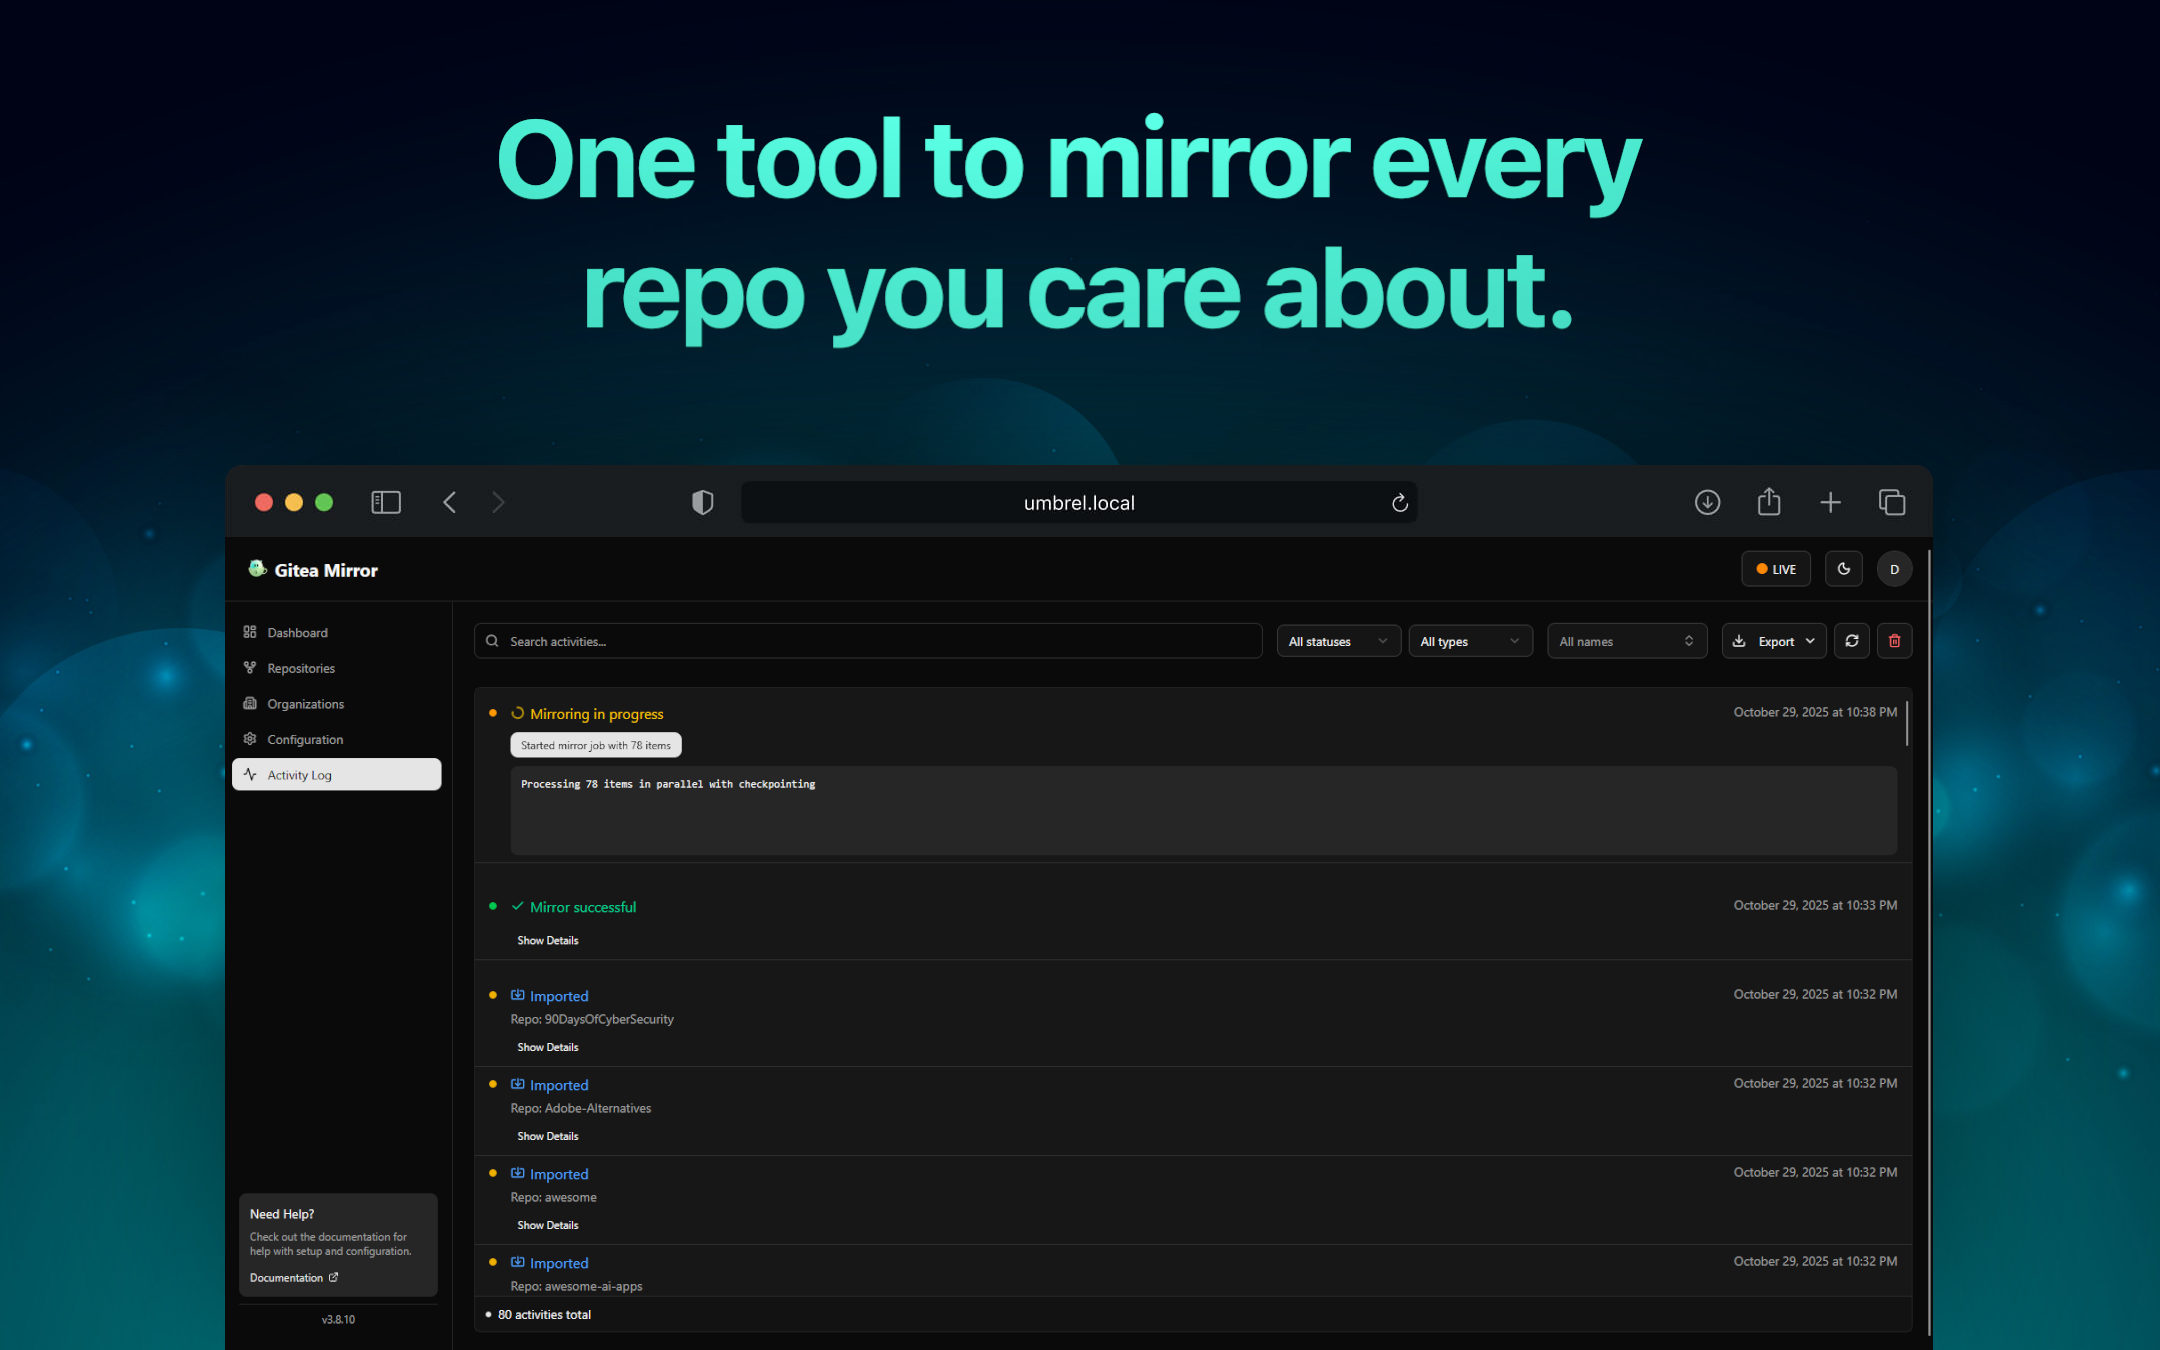 One tool to mirror every
repo you care about.
umbrel.local
Gitea Mirror
LIVE
D
Dashboard
Repositories
Organizations
Configuration
Activity Log
Search activities...
All statuses
All types
All names
Export
Mirroring in progress
October 29, 2025 at 10:38 PM
Started mirror job with 78 items
Processing 78 items in parallel with checkpointing
Mirror successful
October 29, 2025 at 10:33 PM
Show Details
Imported
October 29, 2025 at 10:32 PM
Repo: 90DaysOfCyberSecurity
Show Details
Imported
October 29, 2025 at 10:32 PM
Repo: Adobe-Alternatives
Show Details
Imported
October 29, 2025 at 10:32 PM
Repo: awesome
Show Details
Imported
October 29, 2025 at 10:32 PM
Repo: awesome-ai-apps
80 activities total
Need Help?
Check out the documentation for
help with setup and configuration.
Documentation
v3.8.10